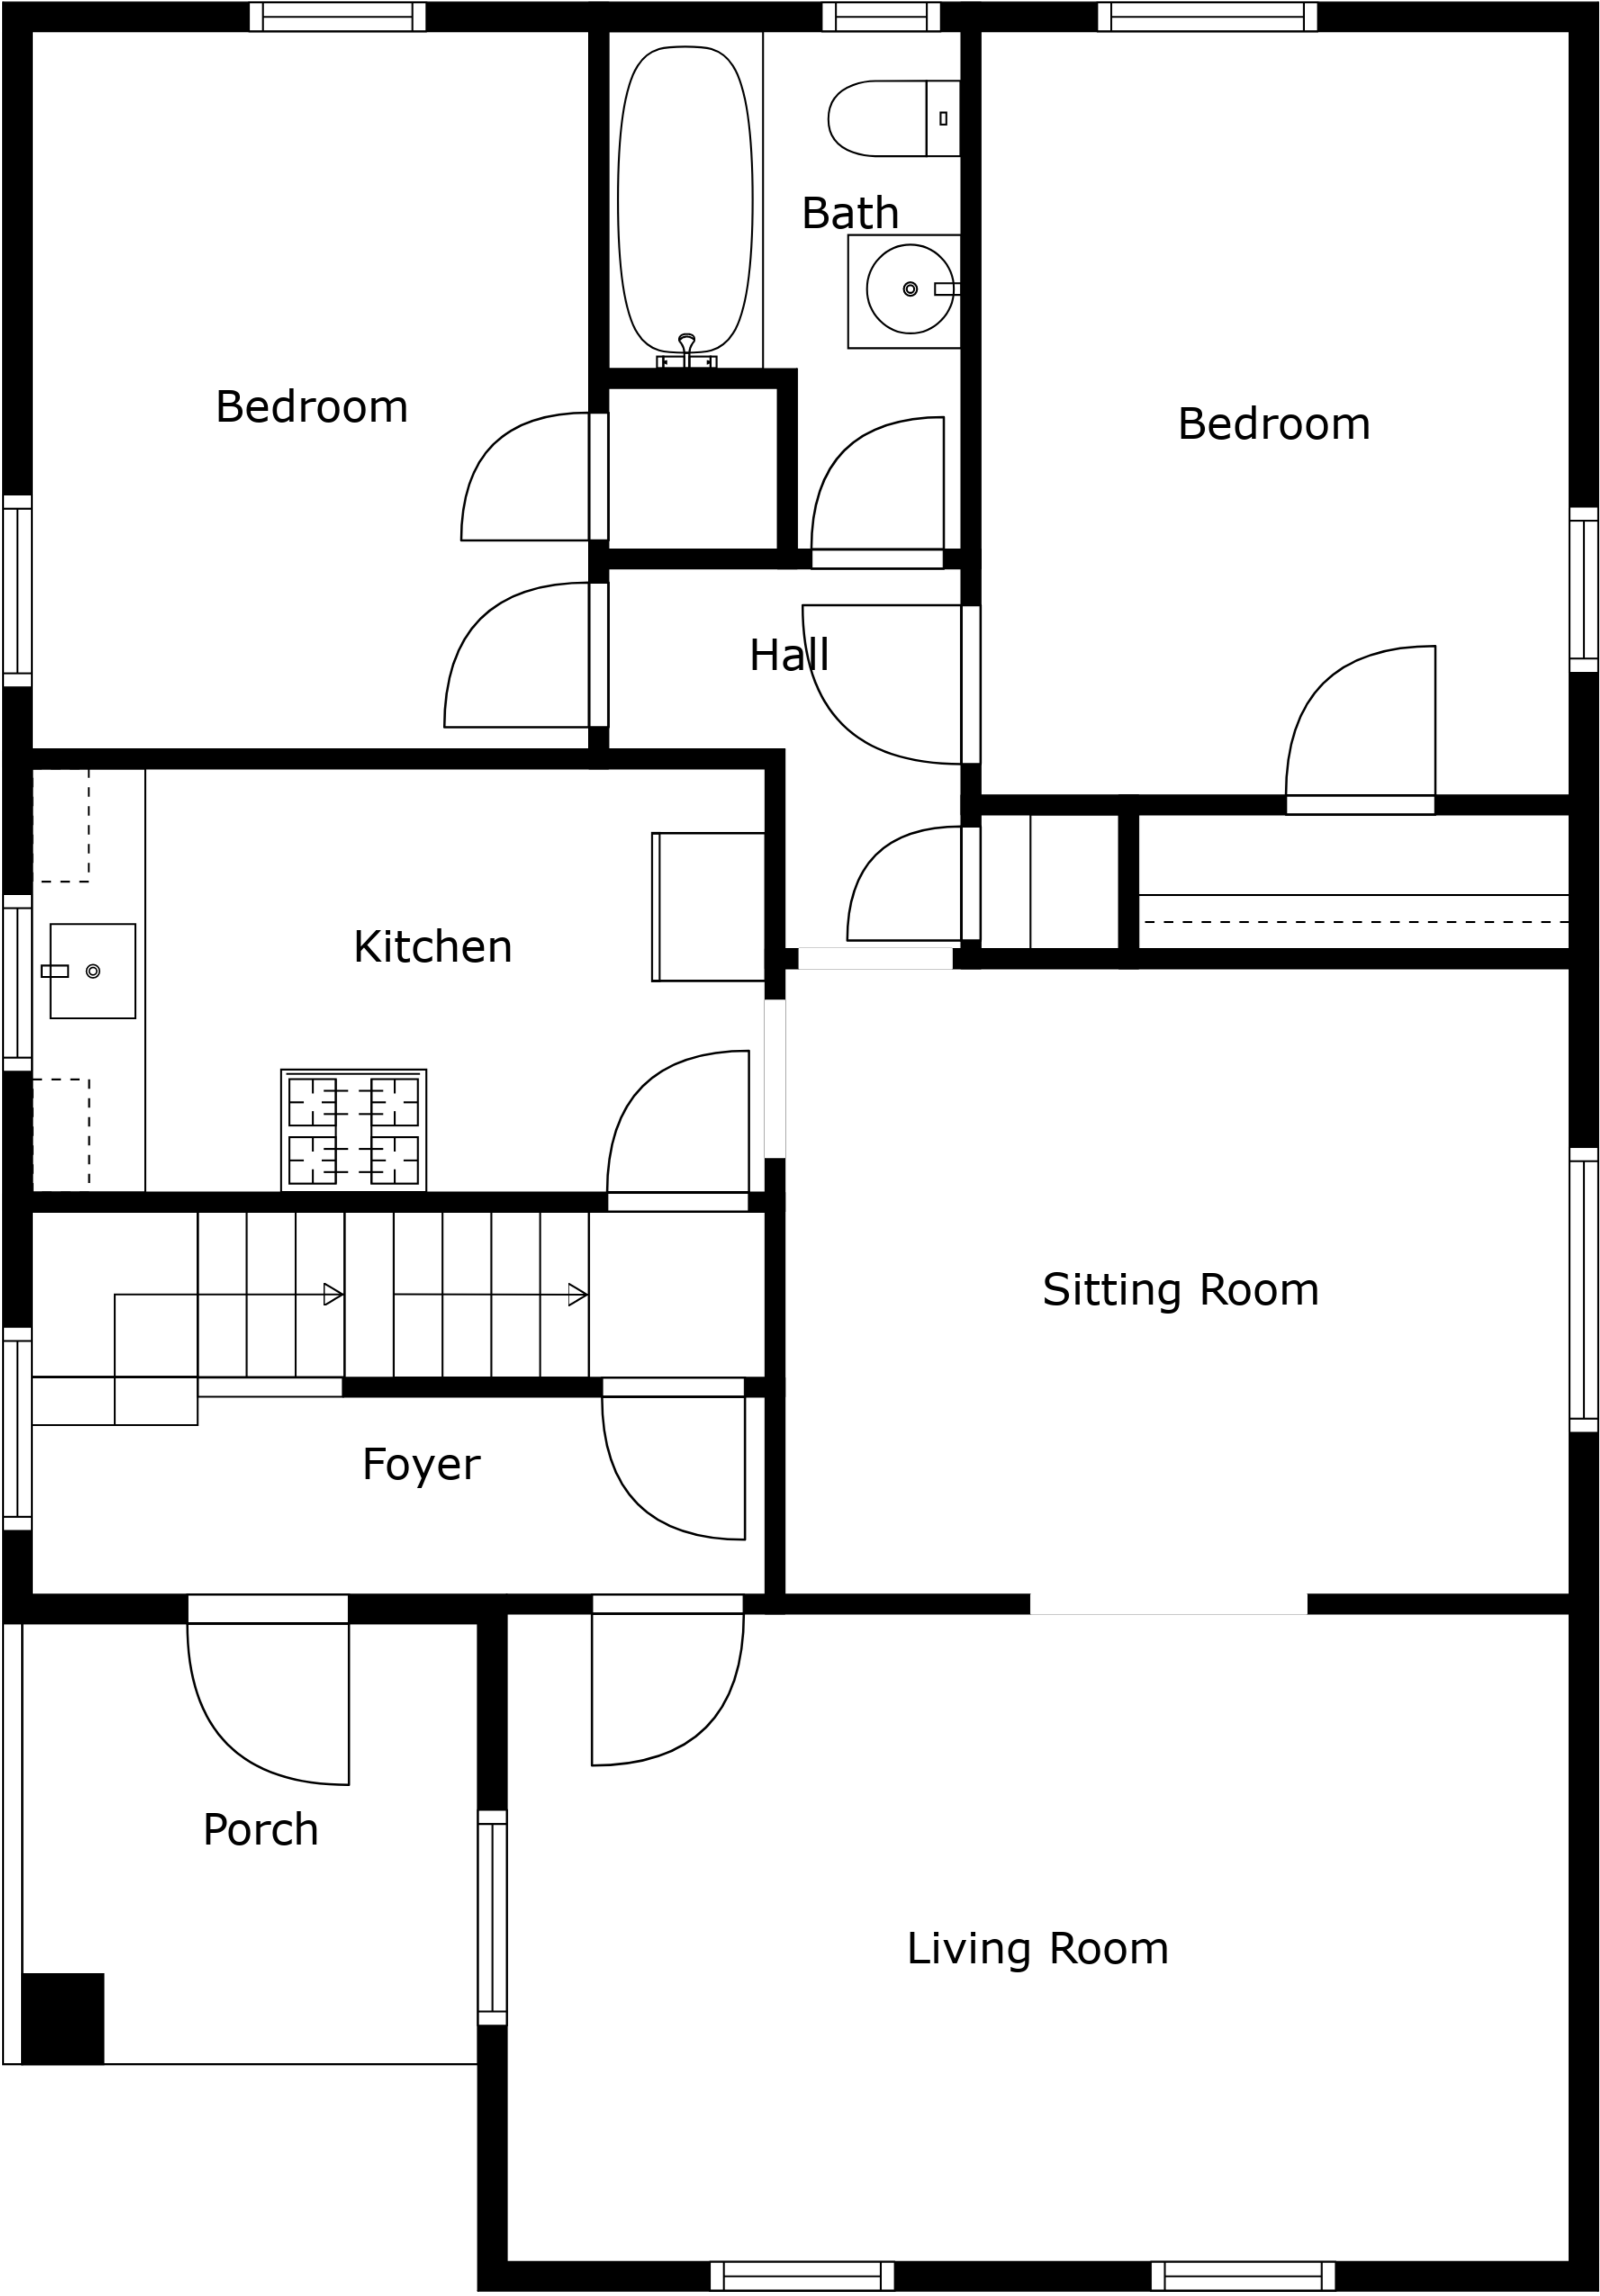 Bath
Bedroom
Bedroom
Hall
Kitchen
Sitting Room
Foyer
Porch
Living Room